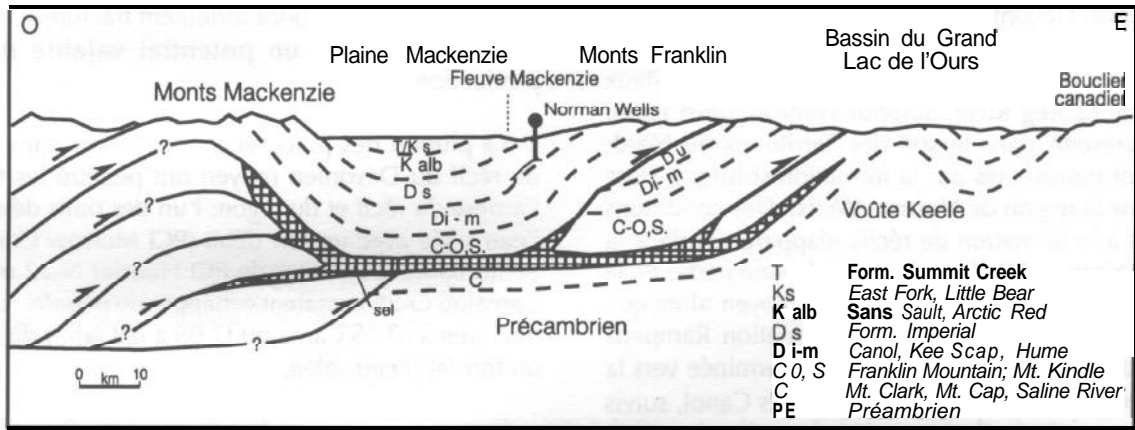 O
E
Plaine Mackenzie
Monts Franklin
Bassin du Grand
Lac de l'Ours
Fleuve Mackenzie
Bouclier
canadien
Monts Mackenzie
Norman Wells
T/Ks
K alb
D s
Di-m
C-O,S
Du
Di-m
C-O,S.
C
?
?
?
?
?
sel
Voûte Keele
Précambrien
0 km 10
T Form. Summit Creek
Ks East Fork, Little Bear
K alb Sans Sault, Arctic Red
D s Form. Impérial
D i-m Canol, Kee Scap, Hume
C 0, S Franklin Mountain; Mt. Kindle
C Mt. Clark, Mt. Cap, Saline River
PE Préambrien